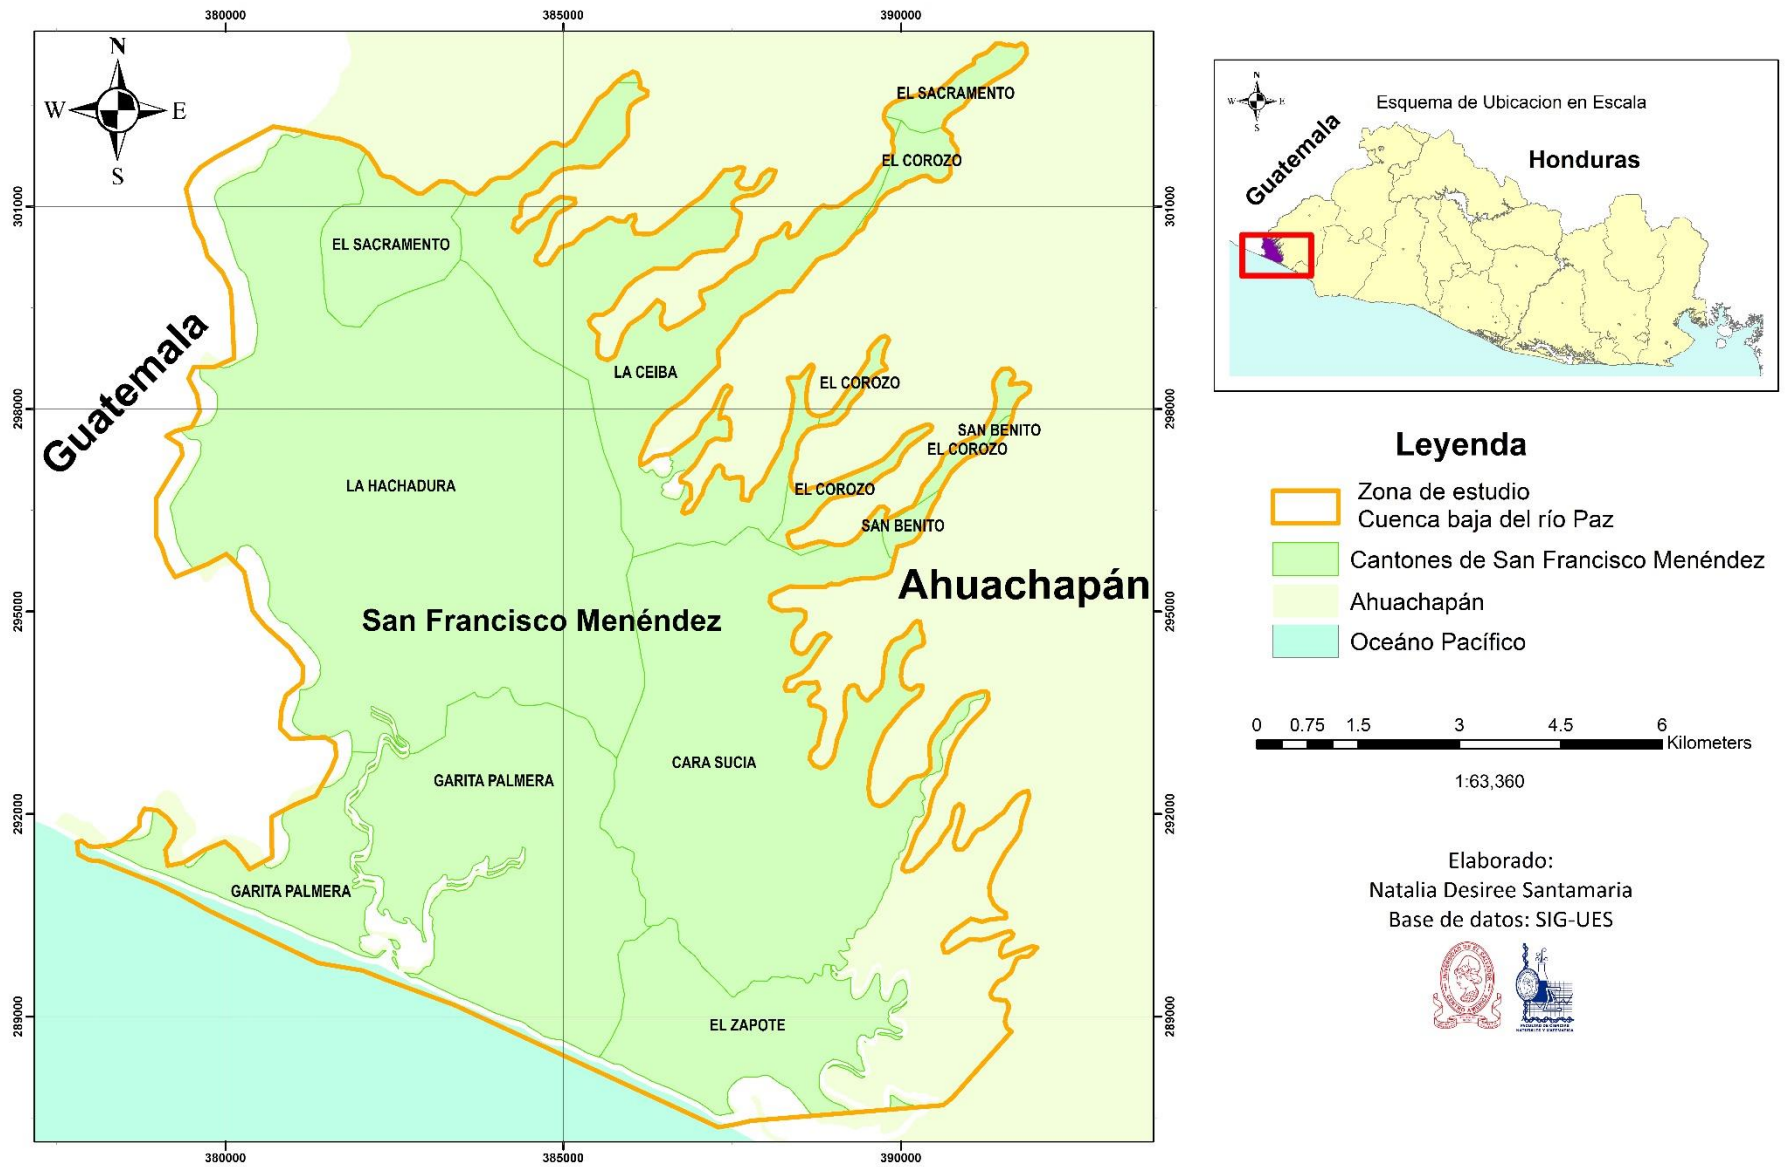 380000
385000
390000
N
W
E
S
301000
298000
295000
292000
289000
EL SACRAMENTO
EL COROZO
EL SACRAMENTO
LA CEIBA
EL COROZO
SAN BENITO
EL COROZO
LA HACHADURA
EL COROZO
SAN BENITO
Guatemala
Ahuachapán
San Francisco Menéndez
CARA SUCIA
GARITA PALMERA
GARITA PALMERA
EL ZAPOTE
301000
298000
295000
292000
289000
380000
385000
390000
N
W
E
S
Esquema de Ubicacion en Escala
Guatemala
Honduras
Leyenda
Zona de estudio
Cuenca baja del río Paz
Cantones de San Francisco Menéndez
Ahuachapán
Oceáno Pacífico
0 0.75 1.5 3 4.5 6
Kilometers
1:63,360
Elaborado:
Natalia Desiree Santamaria
Base de datos: SIG-UES